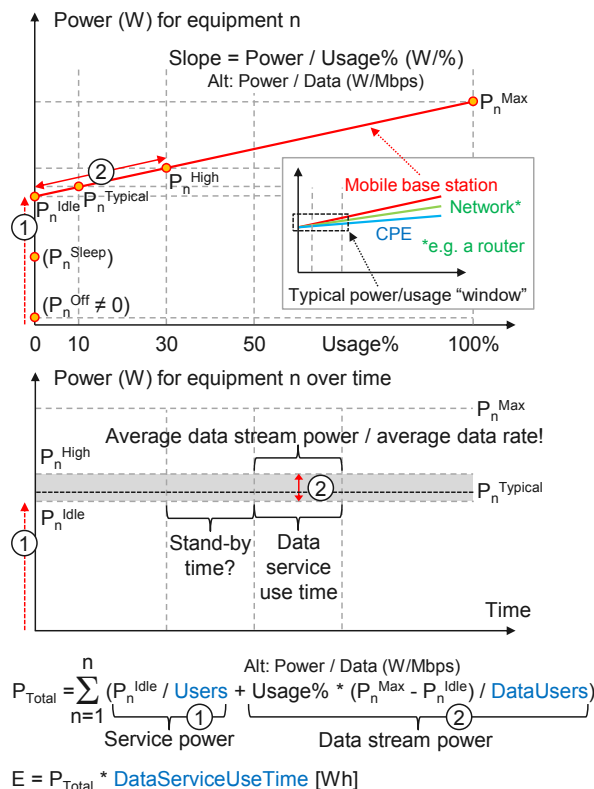 Power (W) for equipment n
Slope = Power / Usage% (W/%)
Alt: Power / Data (W/Mbps)
Pₙ^Max
2
Pₙ^High
Pₙ^Idle Pₙ^Typical
Mobile base station
Network*
CPE
*e.g. a router
Typical power/usage “window”
1
(Pₙ^Sleep)
(Pₙ^Off ≠ 0)
0 10 30 50 Usage% 100%
Power (W) for equipment n over time
Pₙ^Max
Average data stream power / average data rate!
Pₙ^High
2
Pₙ^Typical
Pₙ^Idle
1
Stand-by time?
Data service use time
Time
Alt: Power / Data (W/Mbps)
P_Total = ∑ n n=1 (Pₙ^Idle / Users + Usage% * (Pₙ^Max - Pₙ^Idle) / DataUsers)
1 2
Service power Data stream power
E = P_Total * DataServiceUseTime [Wh]